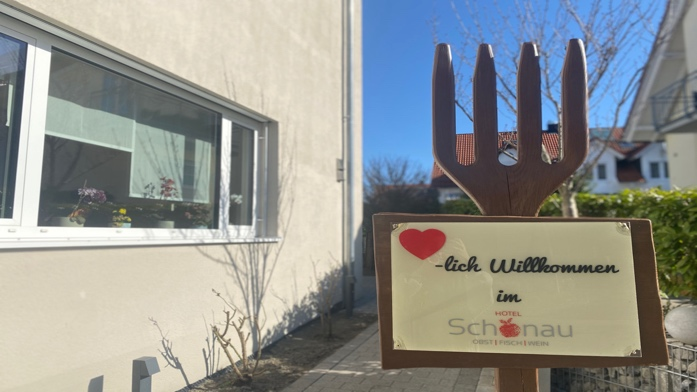 -lich Willkommen
im
HOTEL
Schönau
OBST | FISCH | WEIN